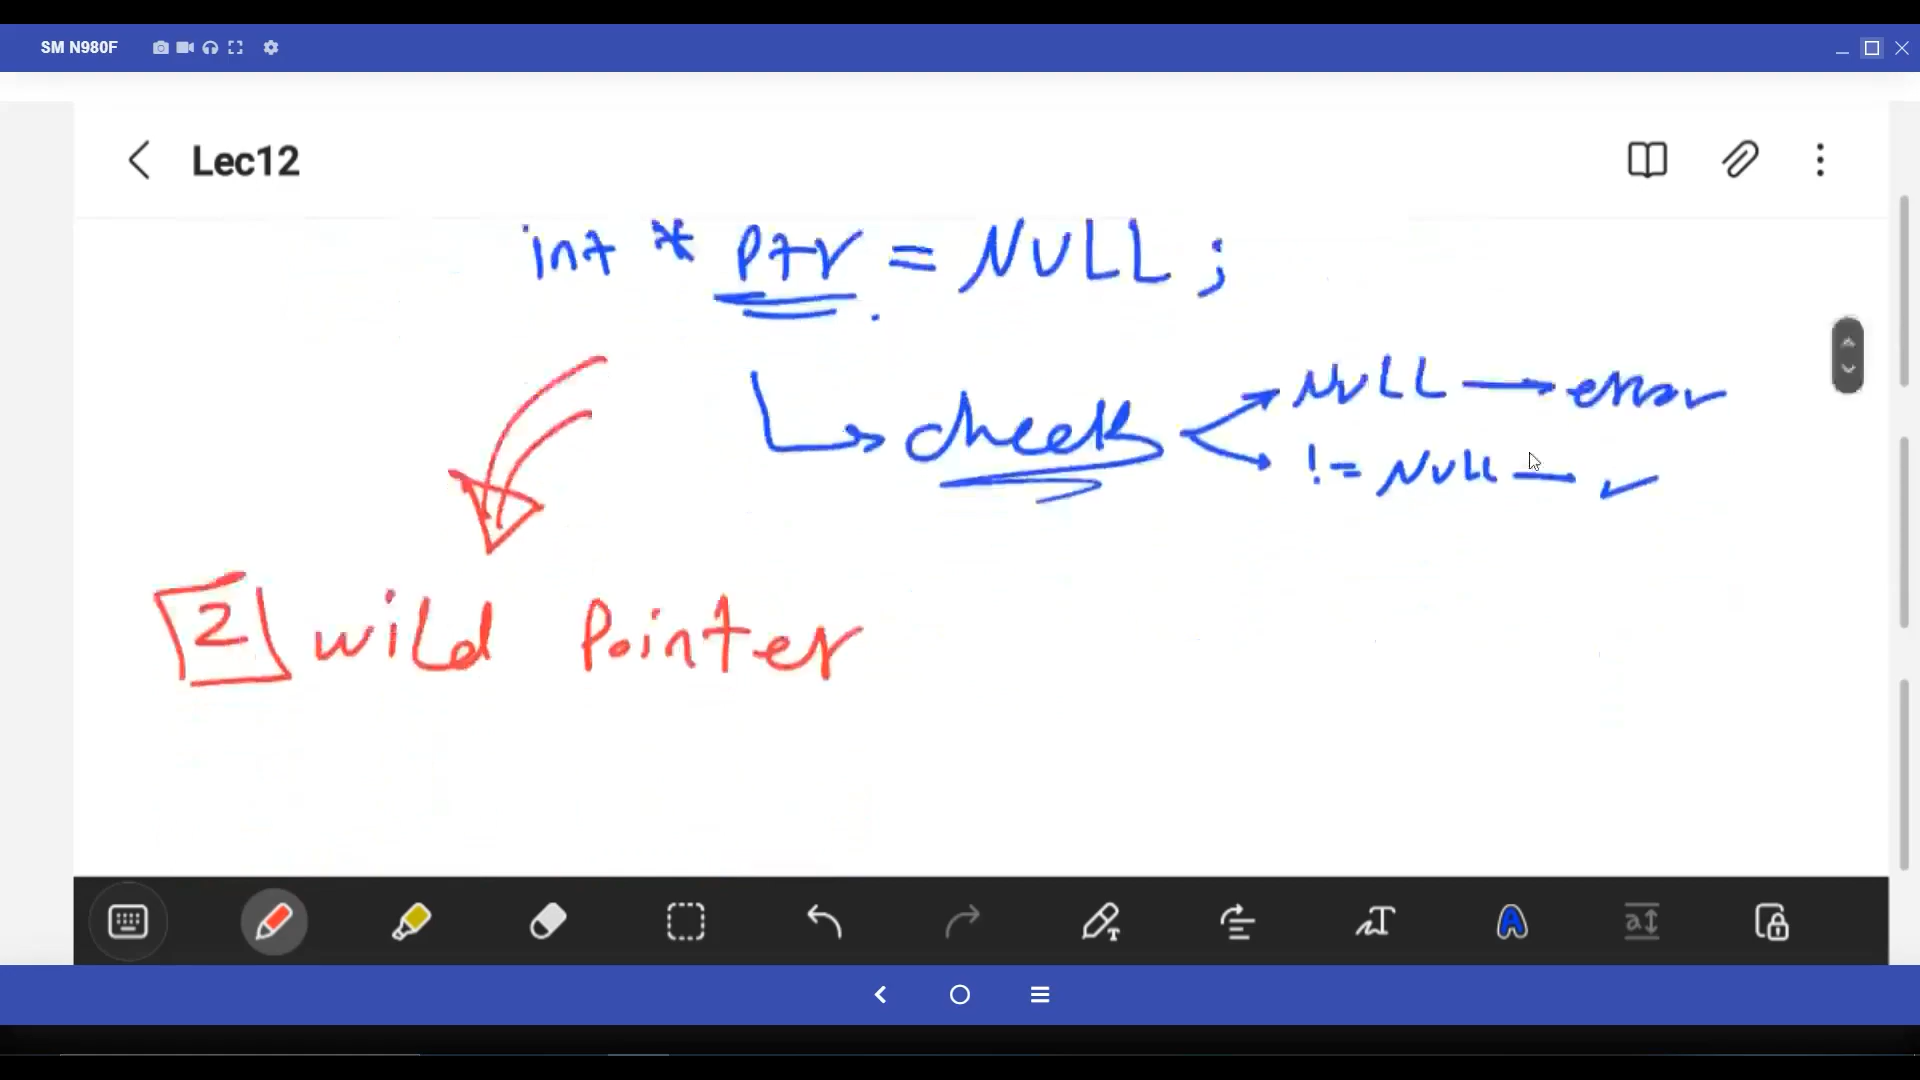 SM N980F
Lec12
int * ptr = NULL ;
check
NULL → error
!= NULL — ✓
2 wild Pointer